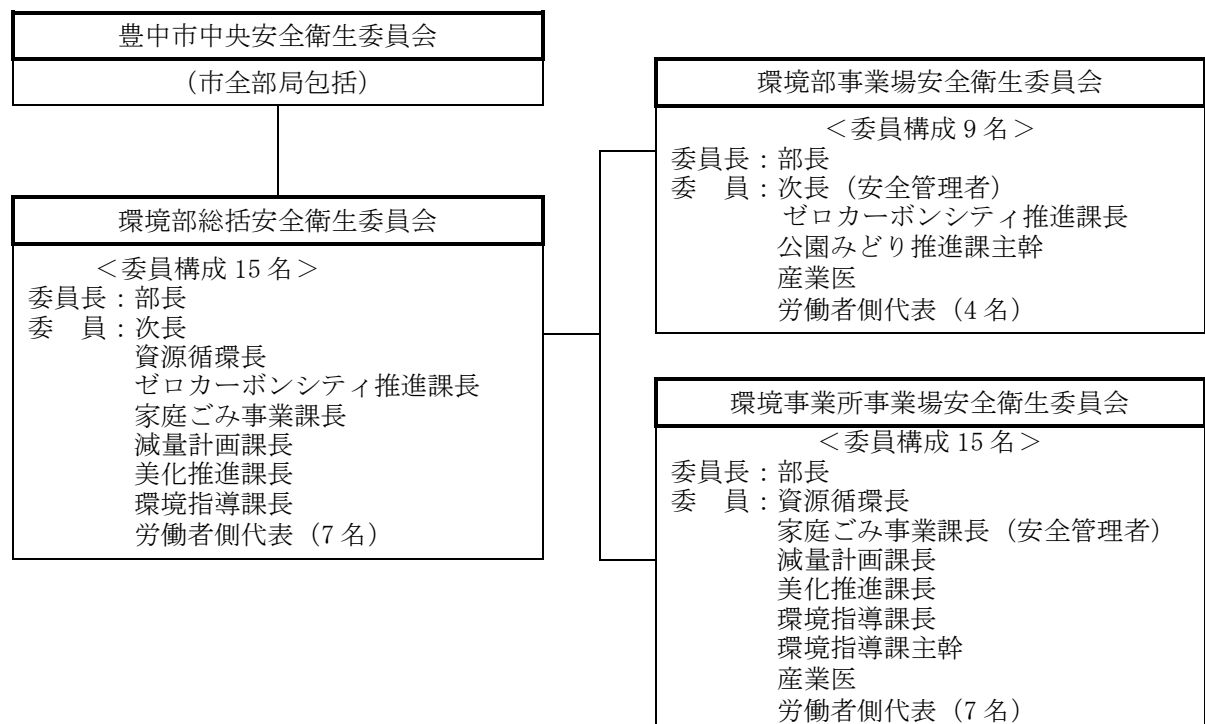 豊中市中央安全衛生委員会
（市全部局包括）
環境部総括安全衛生委員会
＜委員構成 15 名＞
委員長：部長
委　員：次長
資源循環長
ゼロカーボンシティ推進課長
家庭ごみ事業課長
減量計画課長
美化推進課長
環境指導課長
労働者側代表（7 名）
環境部事業場安全衛生委員会
＜委員構成 9 名＞
委員長：部長
委　員：次長（安全管理者）
ゼロカーボンシティ推進課長
公園みどり推進課主幹
産業医
労働者側代表（4 名）
環境事業所事業場安全衛生委員会
＜委員構成 15 名＞
委員長：部長
委　員：資源循環長
家庭ごみ事業課長（安全管理者）
減量計画課長
美化推進課長
環境指導課長
環境指導課主幹
産業医
労働者側代表（7 名）